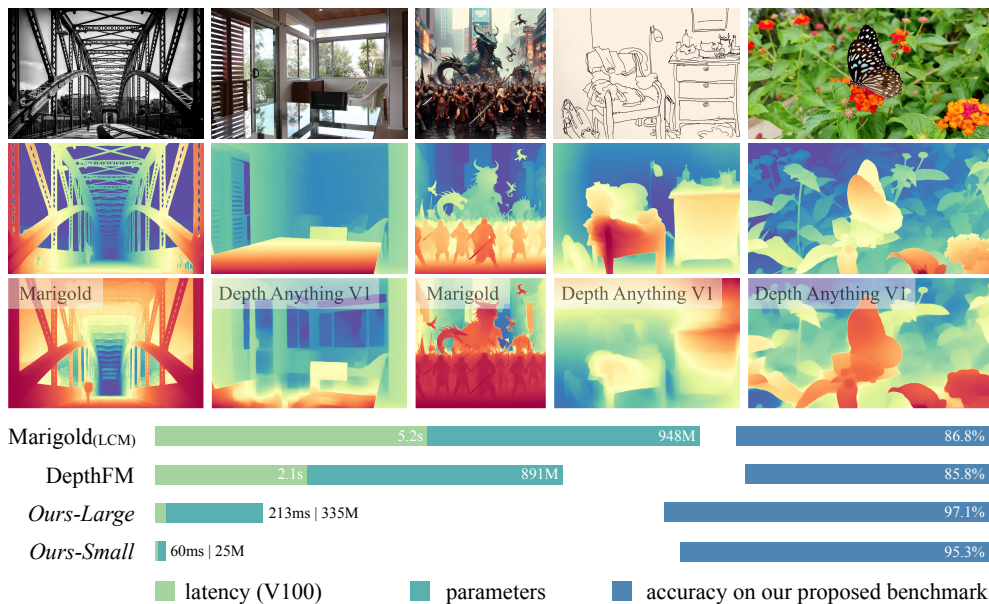 Marigold
Depth Anything V1
Marigold
Depth Anything V1
Depth Anything V1
Marigold(LCM) 5.2s 948M 86.8%
DepthFM 2.1s 891M 85.8%
Ours-Large 213ms | 335M 97.1%
Ours-Small 60ms | 25M 95.3%
latency (V100) parameters accuracy on our proposed benchmark